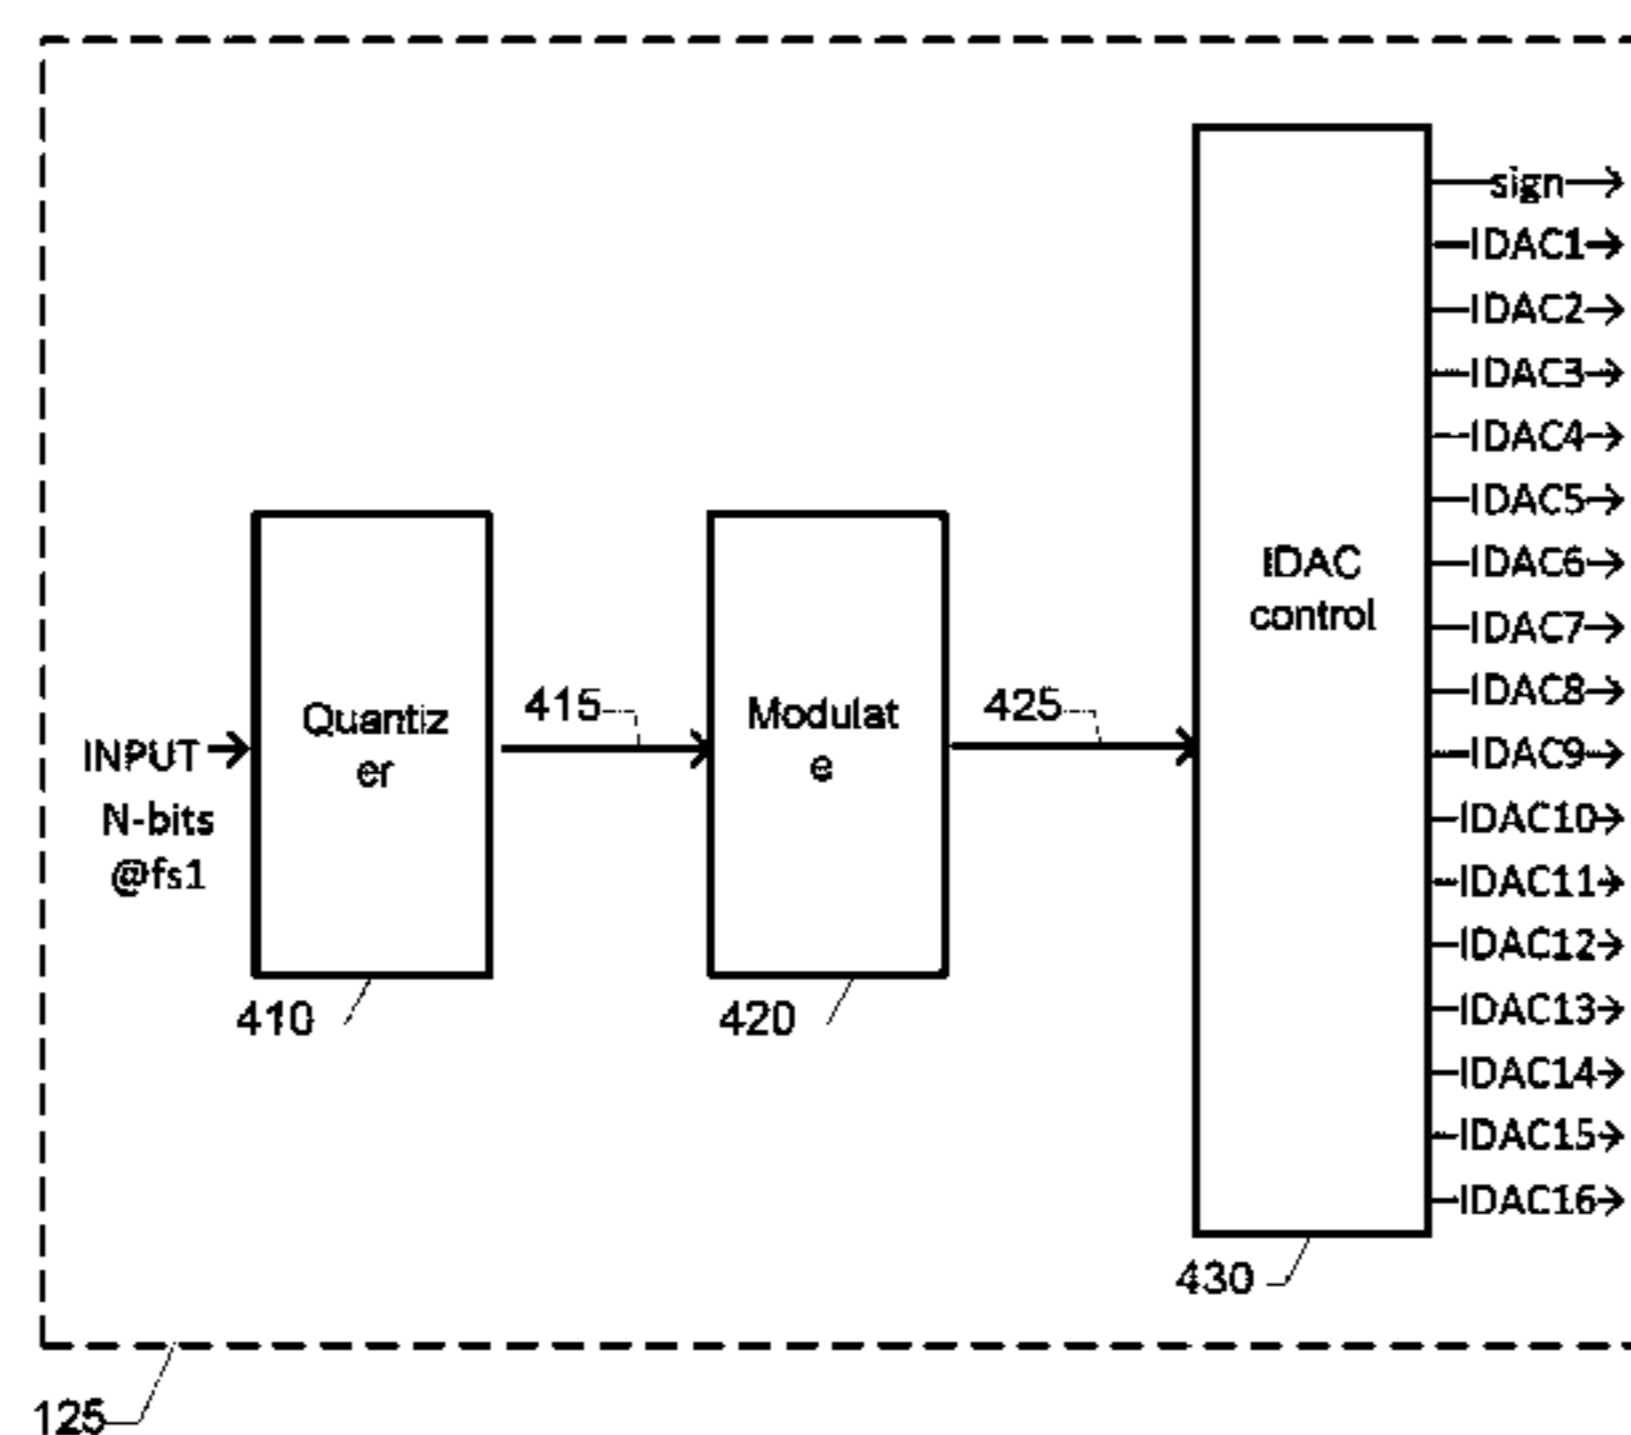 sign
IDAC1
IDAC2
IDAC3
IDAC4
IDAC5
IDAC6
IDAC7
IDAC8
IDAC9
IDAC10
IDAC11
IDAC12
IDAC13
IDAC14
IDAC15
IDAC16
IDAC
control
Quantiz
er
Modulat
e
415
425
INPUT
N-bits
@fs1
410
420
430
125